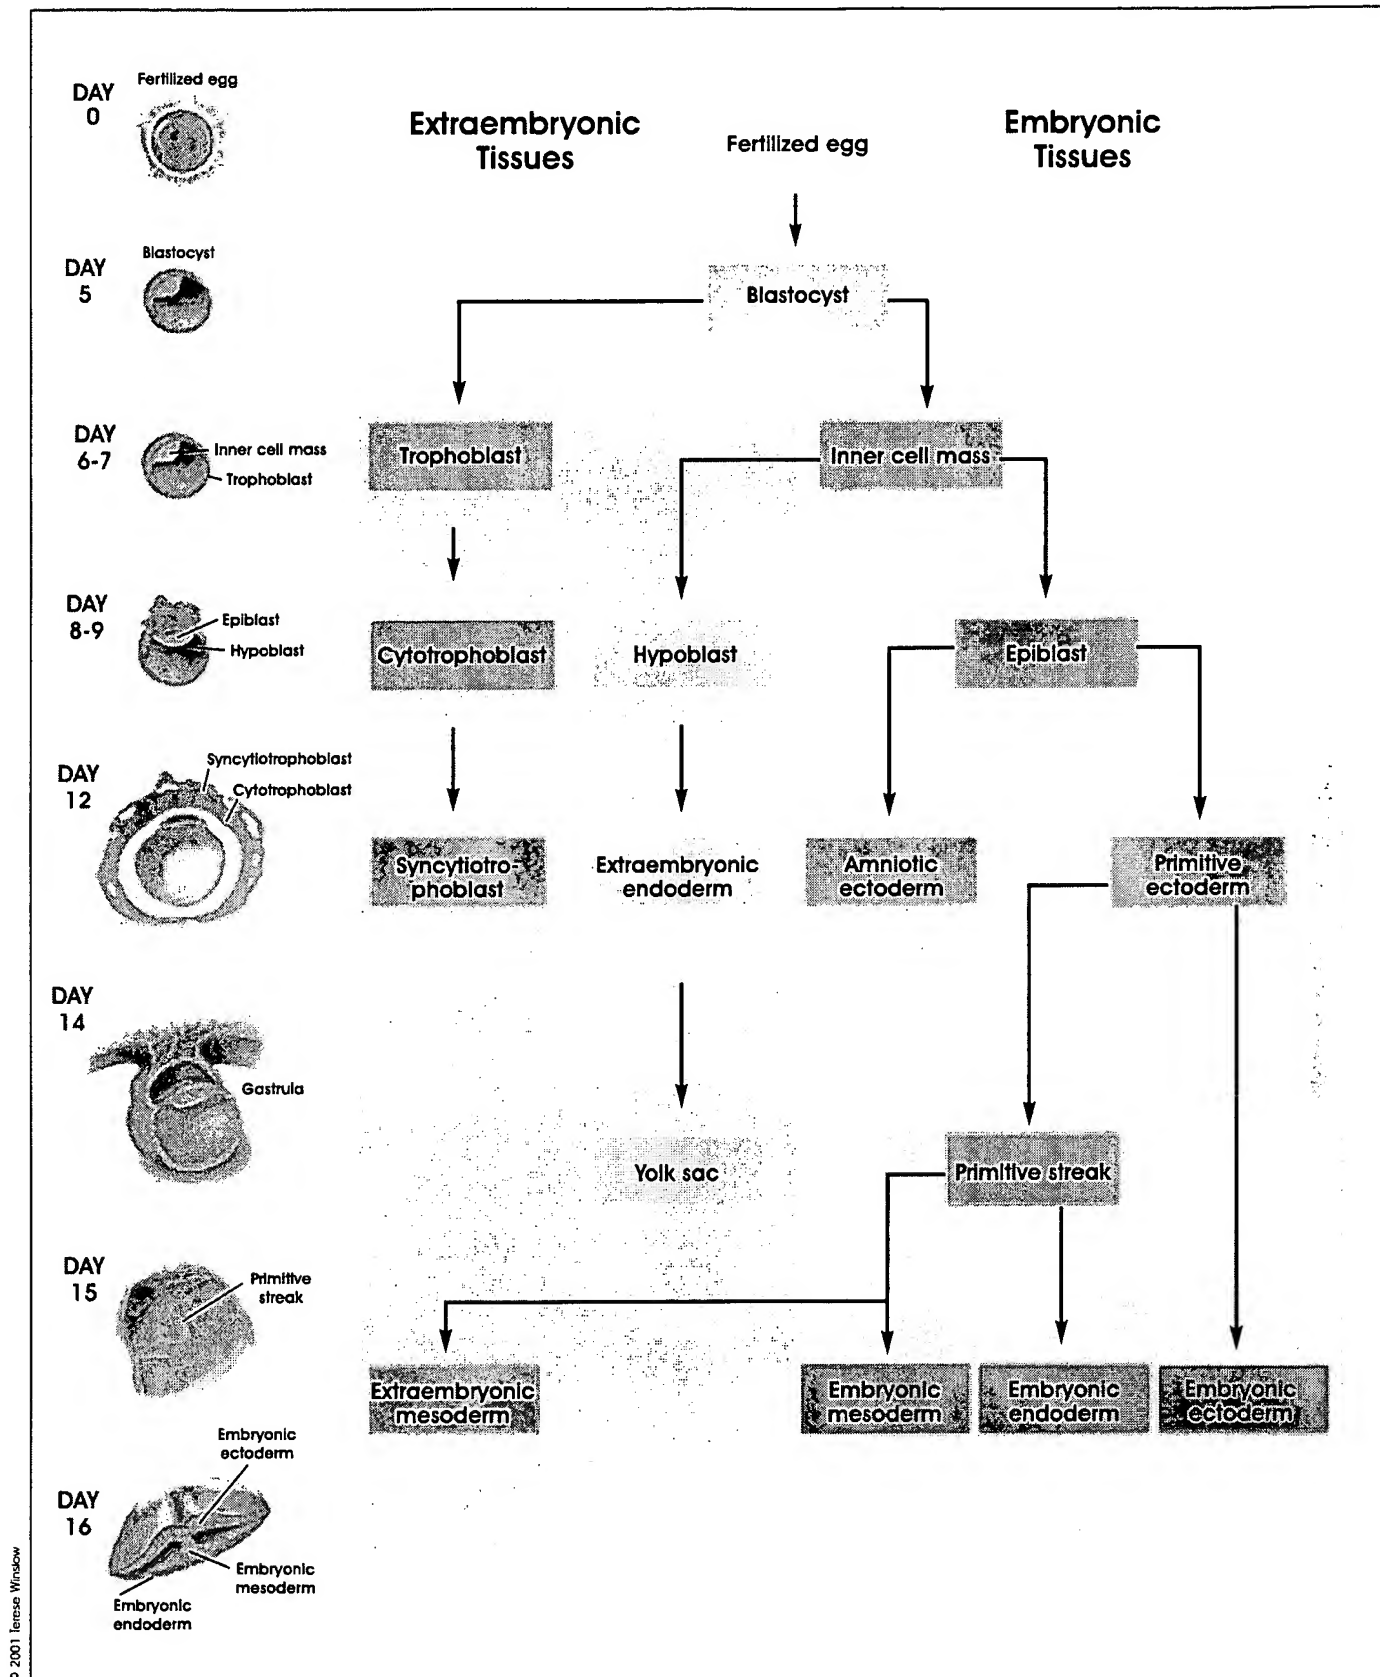 DAY
0
Fertilized egg
Extraembryonic
Tissues
Fertilized egg
Embryonic
Tissues
DAY
5
Blastocyst
Blastocyst
DAY
6-7
Inner cell mass
Trophoblast
Trophoblast
Inner cell mass
DAY
8-9
Epiblast
Hypoblast
Cytotrophoblast
Hypoblast
Epiblast
DAY
12
Syncytiotrophoblast
Cytotrophoblast
Syncytiotro-
phoblast
Extraembryonic
endoderm
Amniotic
ectoderm
Primitive
ectoderm
DAY
14
Gastrula
Yolk sac
Primitive streak
DAY
15
Primitive
streak
Extraembryonic
mesoderm
Embryonic
mesoderm
Embryonic
endoderm
Embryonic
ectoderm
DAY
16
Embryonic
ectoderm
Embryonic
mesoderm
Embryonic
endoderm
© 2001 Terese Winslow